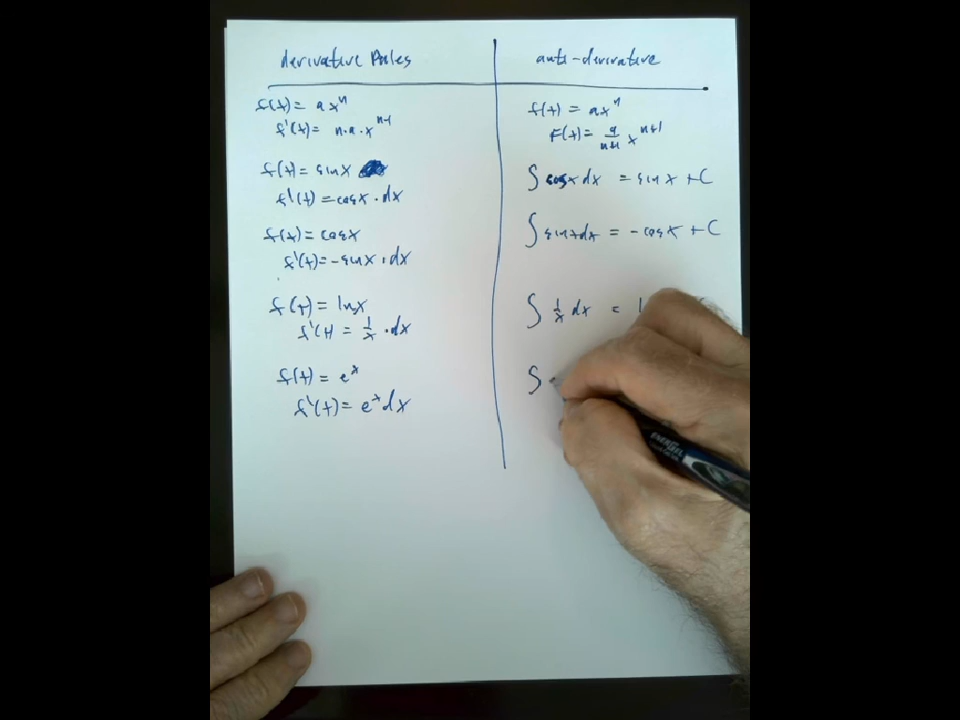 derivative Rules
f(x) = ax^n
f'(x) = n·a·x^n-1
f(x) = sin x
f'(x) = cos x · dx
f(x) = cos x
f'(x) = -sin x · dx
f(x) = ln x
f'(x) = 1/x · dx
f(x) = e^x
f'(x) = e^x dx
anti-derivative
f(x) = ax^n
F(x) = a/n+1 x^n+1
∫ cos x dx = sin x + C
∫ sin x dx = -cos x + C
∫ 1/x dx = l
∫
ENERGEL